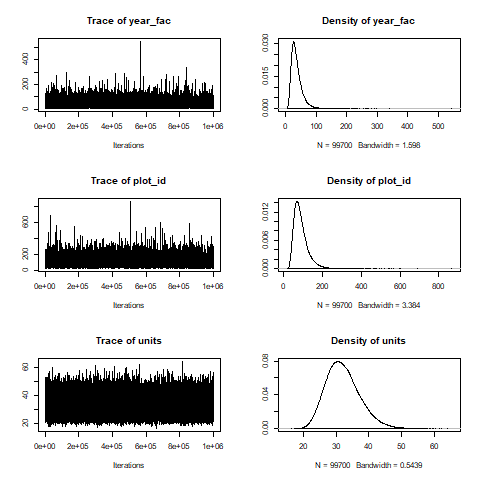 Trace of year_fac
0 200 400
0e+00 2e+05 4e+05 6e+05 8e+05 1e+06
Iterations
Density of year_fac
0.000 0.015 0.030
0 100 200 300 400 500
N = 99700 Bandwidth = 1.598
Trace of plot_id
0 200 600
0e+00 2e+05 4e+05 6e+05 8e+05 1e+06
Iterations
Density of plot_id
0.000 0.006 0.012
0 200 400 600 800
N = 99700 Bandwidth = 3.384
Trace of units
20 30 40 50 60
0e+00 2e+05 4e+05 6e+05 8e+05 1e+06
Iterations
Density of units
0.00 0.04 0.08
20 30 40 50 60
N = 99700 Bandwidth = 0.5439